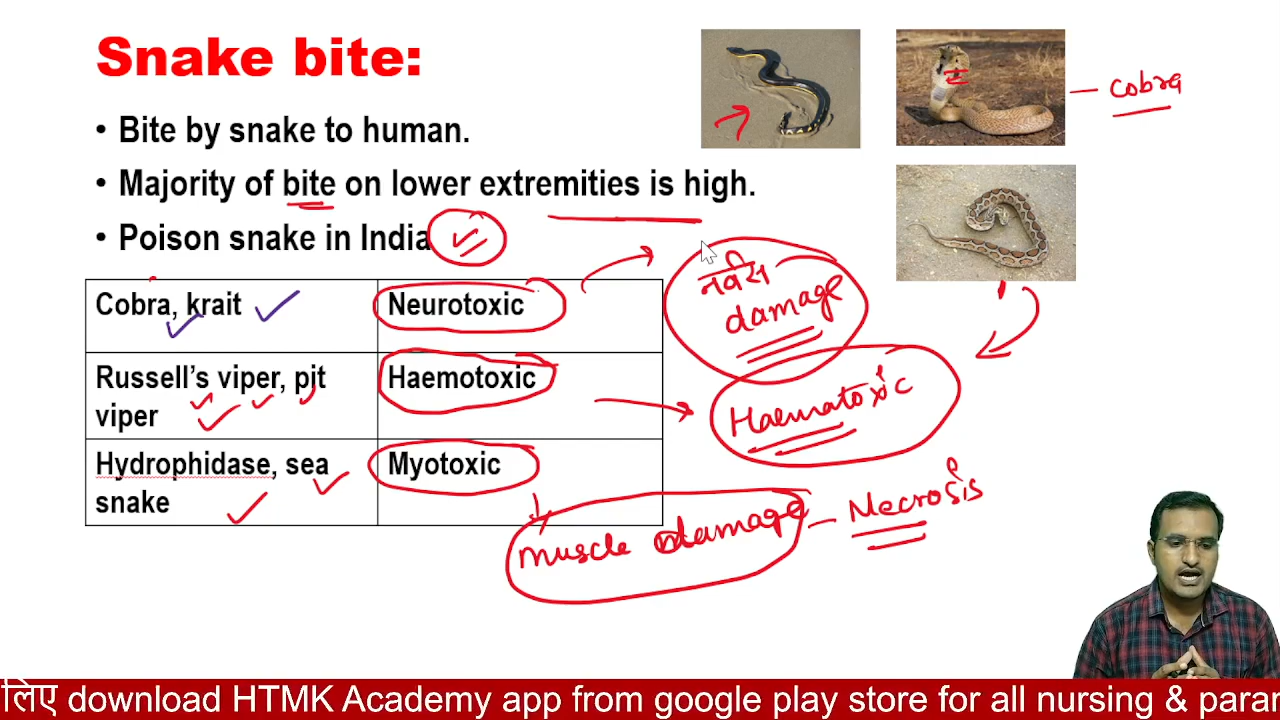 Snake bite:
• Bite by snake to human.
• Majority of bite on lower extremities is high.
• Poison snake in India
Cobra
Cobra, krait
Neurotoxic
नर्वस
damage
Russell's viper, pit
viper
Haemotoxic
Haematoxic
Hydrophidase, sea
snake
Myotoxic
muscle damage – Necrosis
लिए download HTMK Academy app from google play store for all nursing & parar